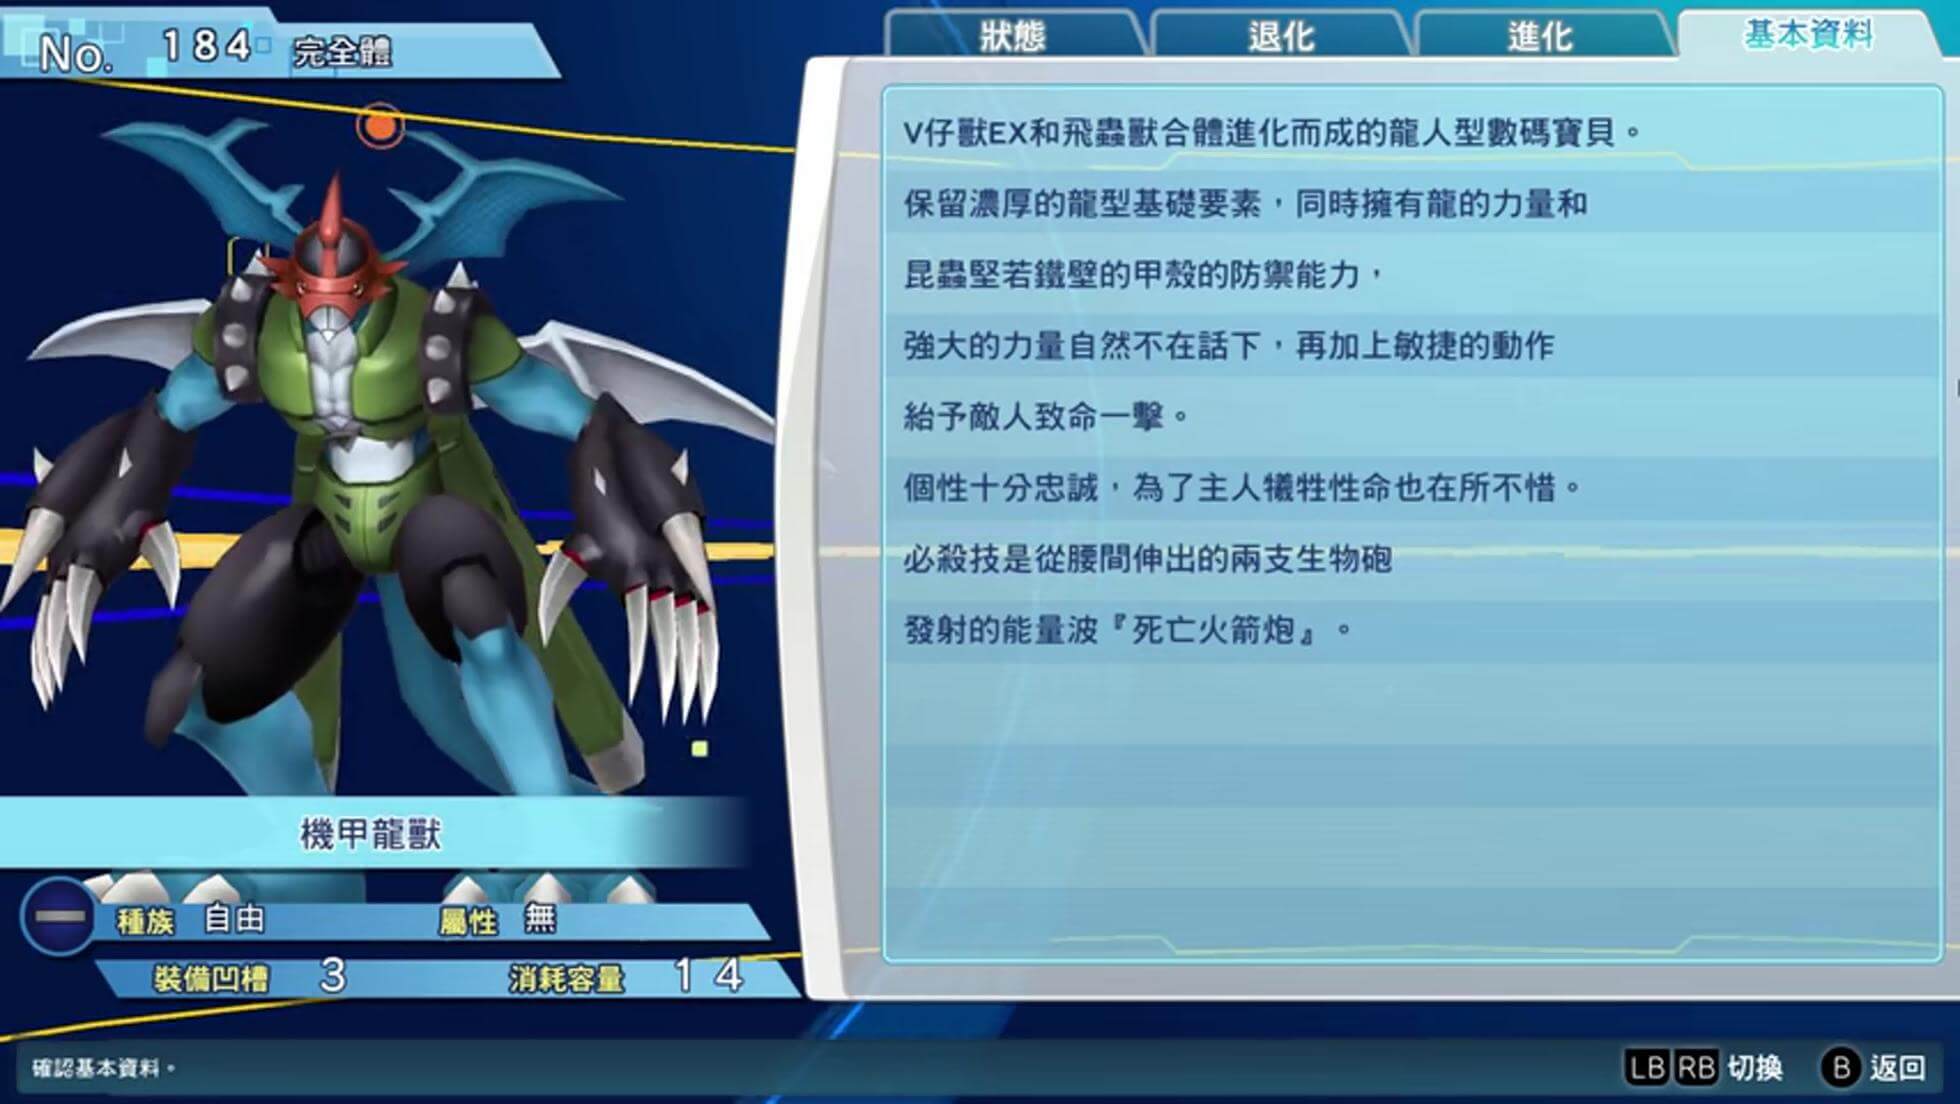 No. 184 完全體
狀態 退化 進化 基本資料
V仔獸EX和飛蟲獸合體進化而成的龍人型數碼寶貝。
保留濃厚的龍型基礎要素，同時擁有龍的力量和
昆蟲堅若鐵壁的甲殼的防禦能力，
強大的力量自然不在話下，再加上敏捷的動作
給予敵人致命一擊。
個性十分忠誠，為了主人犧牲性命也在所不惜。
必殺技是從腰間伸出的兩支生物砲
發射的能量波『死亡火箭炮』。
機甲龍獸
種族 自由 屬性 無
裝備凹槽 3 消耗容量 14
確認基本資料。
LB RB 切換 B 返回